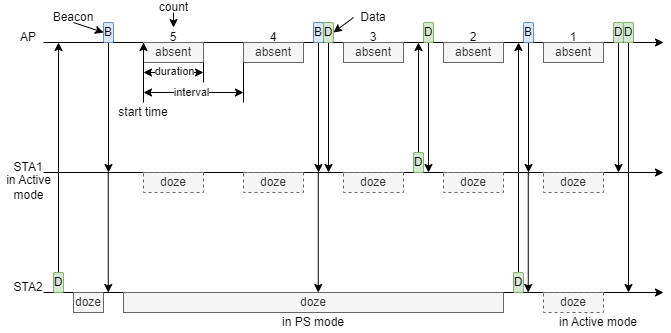 count
Beacon
Data
AP
B
5
4
B
D
3
D
2
B
1
D
D
absent
absent
absent
absent
absent
duration
interval
start time
D
STA1
in Active
mode
doze
doze
doze
doze
doze
D
D
STA2
doze
doze
doze
in PS mode
in Active mode